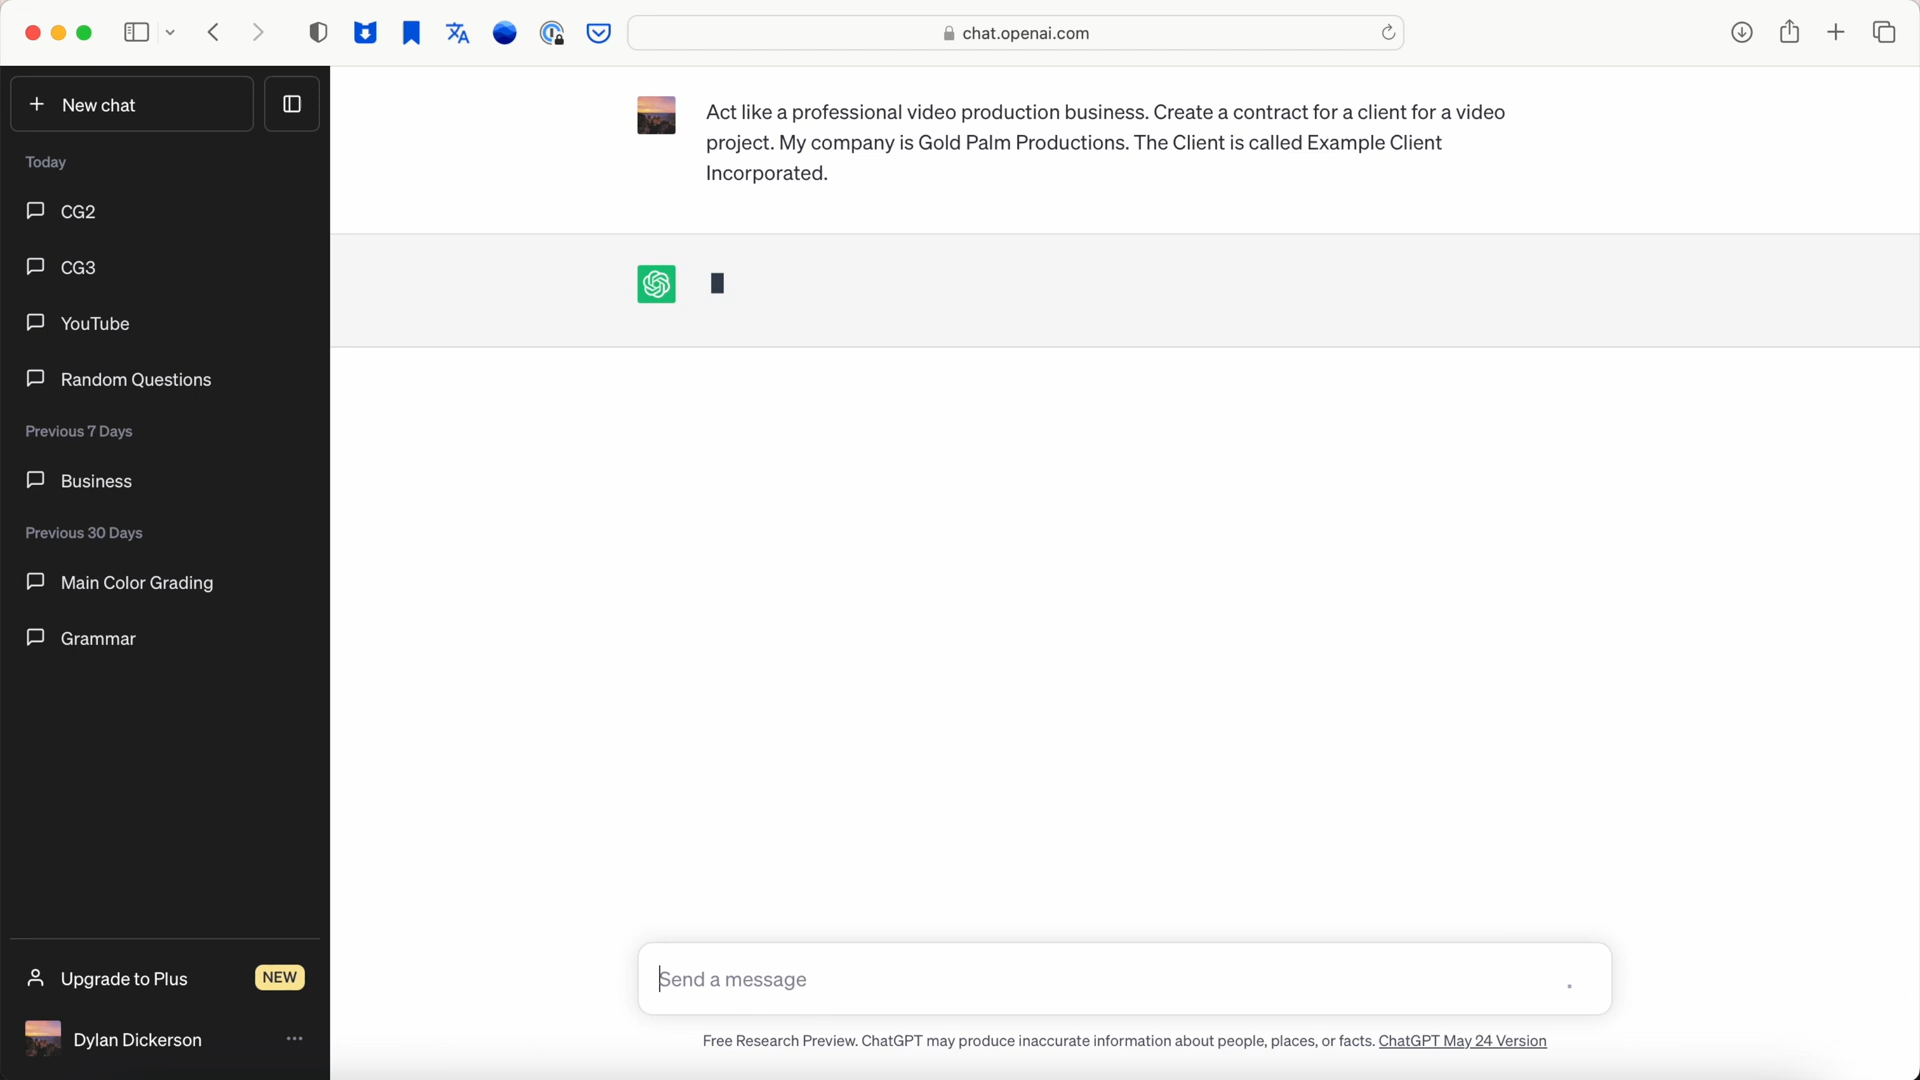 chat.openai.com
New chat
Today
CG2
CG3
YouTube
Random Questions
Previous 7 Days
Business
Previous 30 Days
Main Color Grading
Grammar
Upgrade to Plus NEW
Dylan Dickerson
Act like a professional video production business. Create a contract for a client for a video
project. My company is Gold Palm Productions. The Client is called Example Client
Incorporated.
Send a message
Free Research Preview. ChatGPT may produce inaccurate information about people, places, or facts. ChatGPT May 24 Version